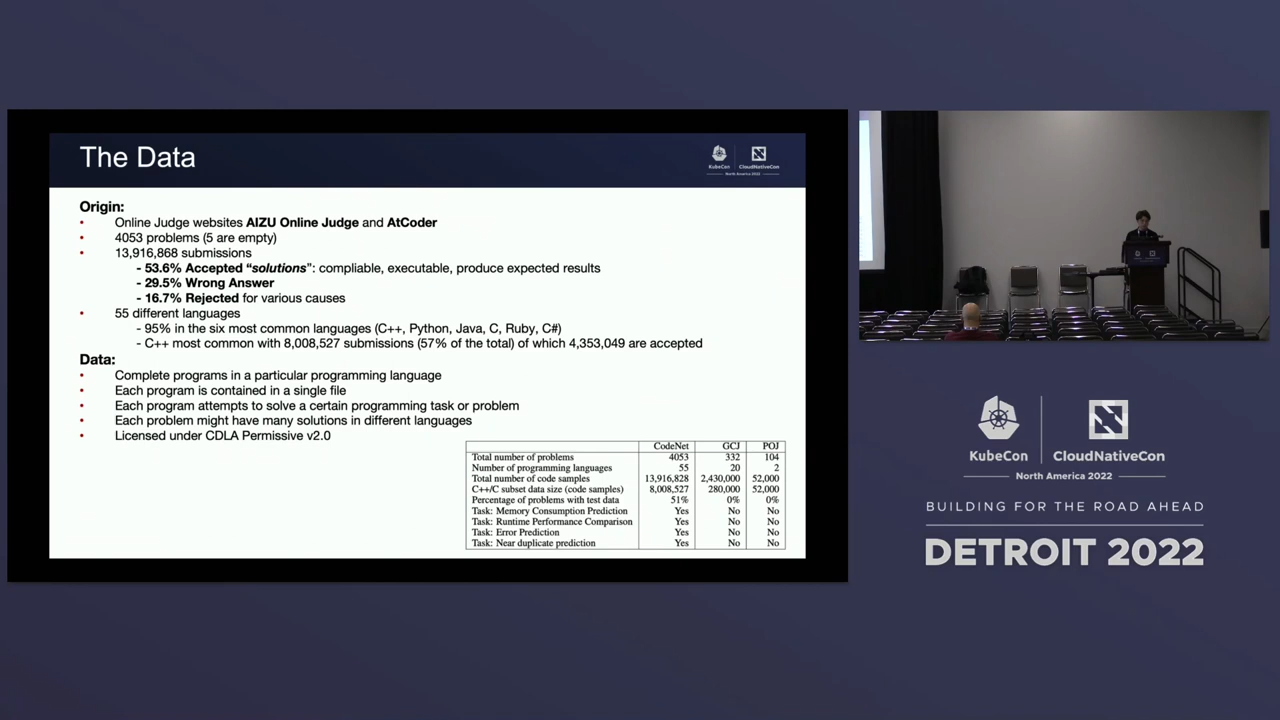 The Data
KubeCon
CloudNativeCon
North America 2022
Origin:
• Online Judge websites AIZU Online Judge and AtCoder
• 4053 problems (5 are empty)
• 13,916,868 submissions
- 53.6% Accepted “solutions”: compliable, executable, produce expected results
- 29.5% Wrong Answer
- 16.7% Rejected for various causes
• 55 different languages
- 95% in the six most common languages (C++, Python, Java, C, Ruby, C#)
- C++ most common with 8,008,527 submissions (57% of the total) of which 4,353,049 are accepted
Data:
• Complete programs in a particular programming language
• Each program is contained in a single file
• Each program attempts to solve a certain programming task or problem
• Each problem might have many solutions in different languages
• Licensed under CDLA Permissive v2.0
CodeNet GCJ POJ
Total number of problems 4053 332 104
Number of programming languages 55 20 2
Total number of code samples 13,916,828 2,430,000 52,000
C++/C subset data size (code samples) 8,008,527 280,000 52,000
Percentage of problems with test data 51% 0% 0%
Task: Memory Consumption Prediction Yes No No
Task: Runtime Performance Comparison Yes No No
Task: Error Prediction Yes No No
Task: Near duplicate prediction Yes No No
KubeCon
CloudNativeCon
North America 2022
BUILDING FOR THE ROAD AHEAD
DETROIT 2022